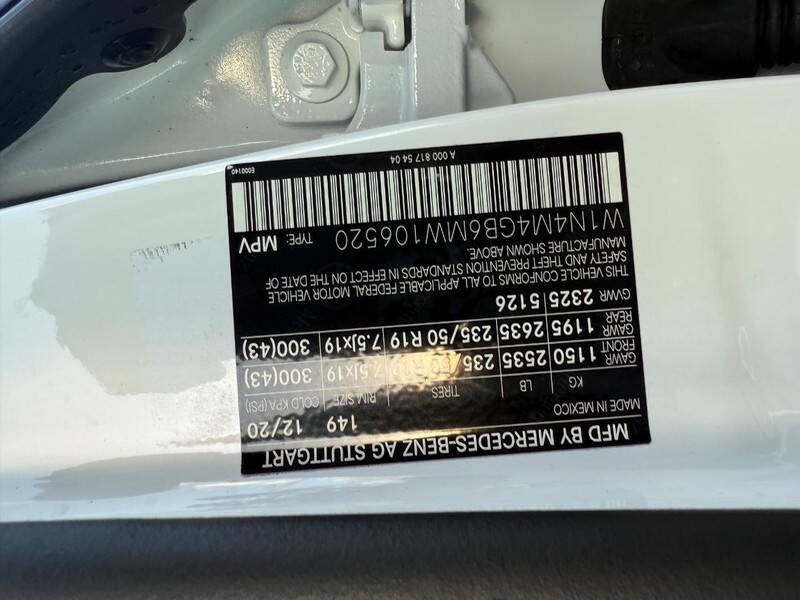 MFD BY MERCEDES-BENZ AG STUTTGART
MADE IN MEXICO 149 12/20
KG LB TIRES RIM SIZE COLD KPA (PSI)
GAWR FRONT 1150 2535 235/50 R19 7.5Jx19 300(43)
GAWR REAR 1195 2635 235/50 R19 7.5Jx19 300(43)
GVWR 2325 5126
THIS VEHICLE CONFORMS TO ALL APPLICABLE FEDERAL MOTOR VEHICLE
SAFETY AND THEFT PREVENTION STANDARDS IN EFFECT ON THE DATE OF
MANUFACTURE SHOWN ABOVE.
W1N4M4GB6MW106520 TYPE: MPV
A 000 817 54 04 E000140